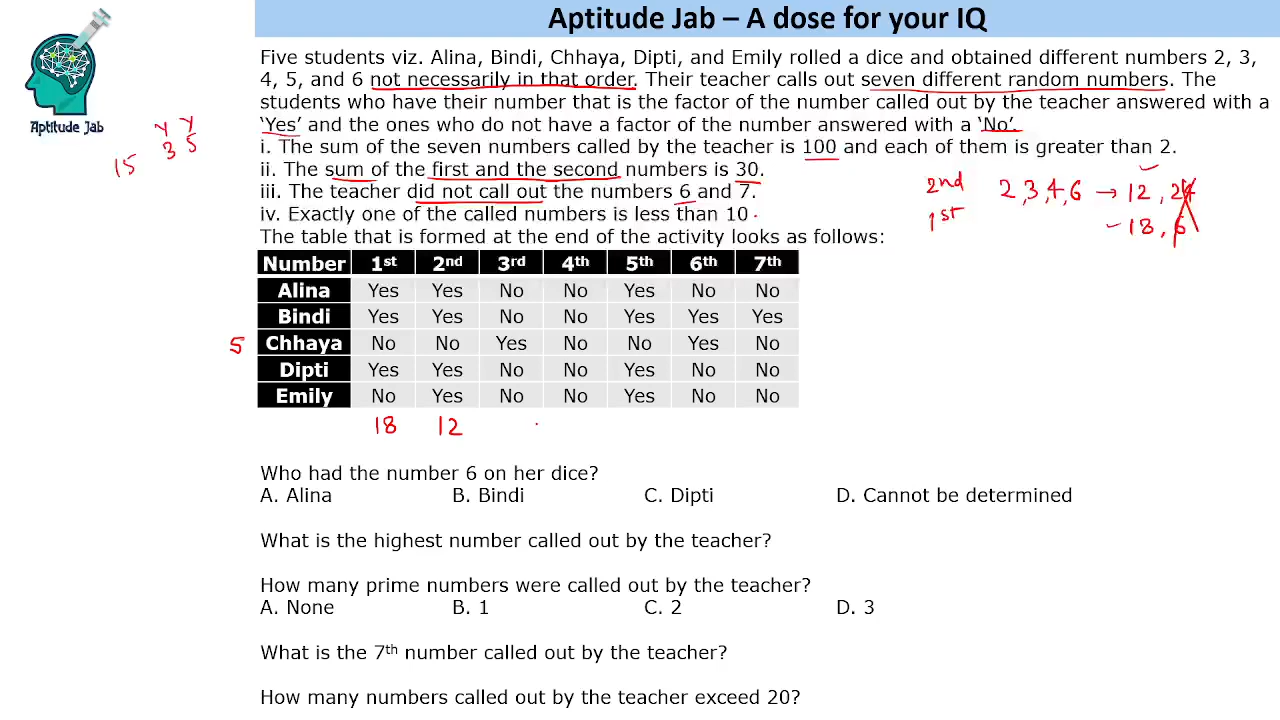 Aptitude Jab – A dose for your IQ
Aptitude Jab
Five students viz. Alina, Bindi, Chhaya, Dipti, and Emily rolled a dice and obtained different numbers 2, 3,
4, 5, and 6 not necessarily in that order. Their teacher calls out seven different random numbers. The
students who have their number that is the factor of the number called out by the teacher answered with a
‘Yes’ and the ones who do not have a factor of the number answered with a ‘No’.
i. The sum of the seven numbers called by the teacher is 100 and each of them is greater than 2.
ii. The sum of the first and the second numbers is 30.
iii. The teacher did not call out the numbers 6 and 7.
iv. Exactly one of the called numbers is less than 10.
The table that is formed at the end of the activity looks as follows:
Y Y
15 3 5
2nd 2,3,4,6 → 12, 24
1st – 18, 6
Number 1st 2nd 3rd 4th 5th 6th 7th
Alina Yes Yes No No Yes No No
Bindi Yes Yes No No Yes Yes Yes
5 Chhaya No No Yes No No Yes No
Dipti Yes Yes No No Yes No No
Emily No Yes No No Yes No No
18 12
Who had the number 6 on her dice?
A. Alina B. Bindi C. Dipti D. Cannot be determined
What is the highest number called out by the teacher?
How many prime numbers were called out by the teacher?
A. None B. 1 C. 2 D. 3
What is the 7th number called out by the teacher?
How many numbers called out by the teacher exceed 20?